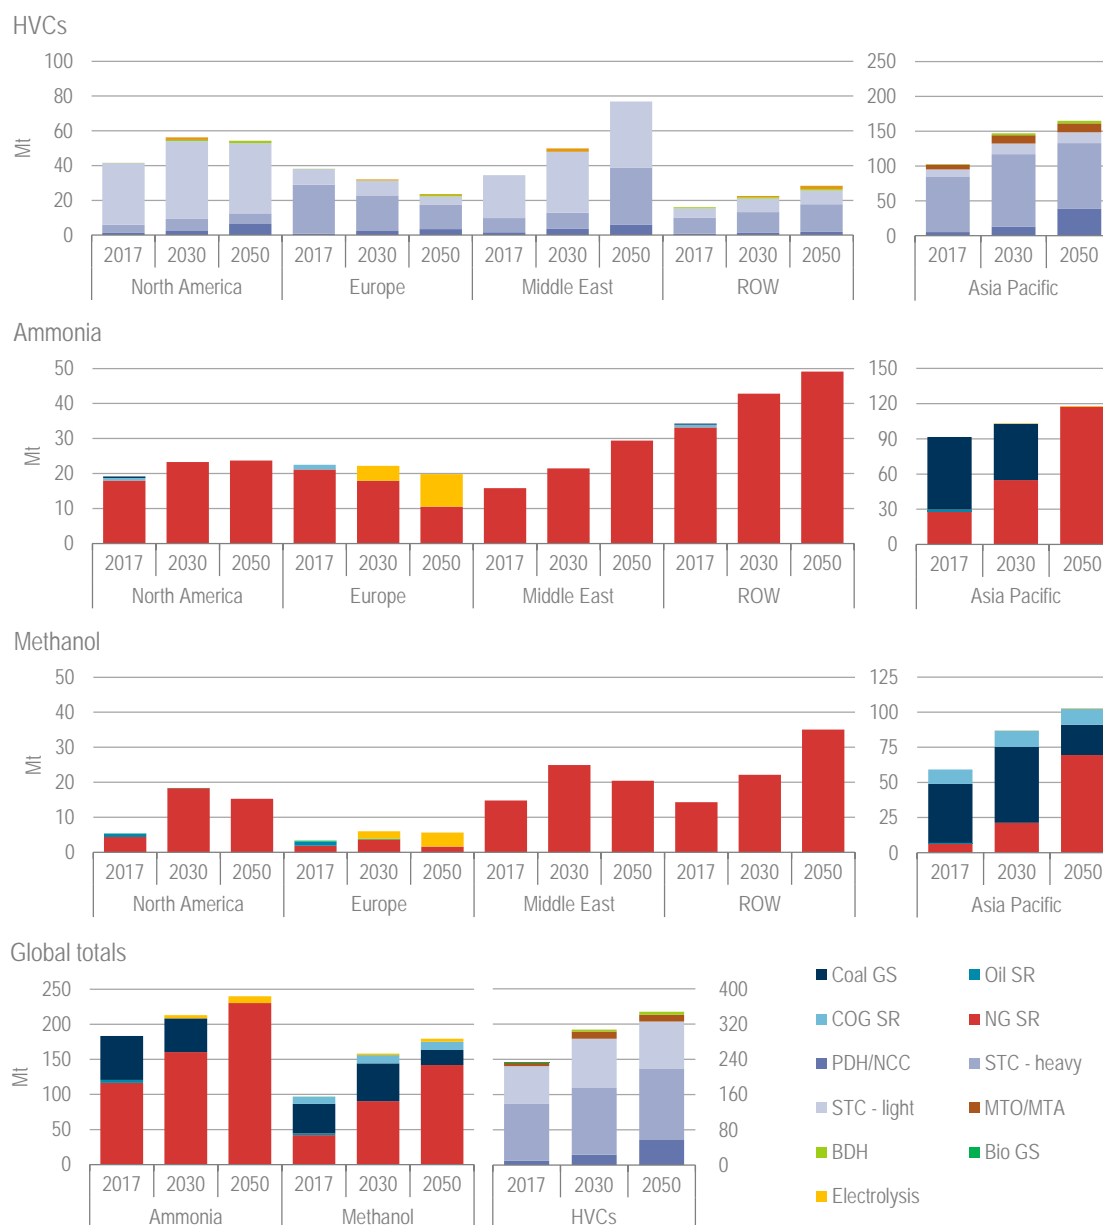 HVCs
100
80
60
40
20
0
Mt
250
200
150
100
50
0
2017 2030 2050 2017 2030 2050 2017 2030 2050 2017 2030 2050 2017 2030 2050
North America Europe Middle East ROW Asia Pacific
Ammonia
50
40
30
20
10
0
Mt
150
120
90
60
30
0
2017 2030 2050 2017 2030 2050 2017 2030 2050 2017 2030 2050 2017 2030 2050
North America Europe Middle East ROW Asia Pacific
Methanol
50
40
30
20
10
0
Mt
125
100
75
50
25
0
2017 2030 2050 2017 2030 2050 2017 2030 2050 2017 2030 2050 2017 2030 2050
North America Europe Middle East ROW Asia Pacific
Global totals
250
200
150
100
50
0
Mt
400
320
240
160
80
0
2017 2030 2050 2017 2030 2050 2017 2030 2050
Ammonia Methanol HVCs
Coal GS Oil SR
COG SR NG SR
PDH/NCC STC - heavy
STC - light MTO/MTA
BDH Bio GS
Electrolysis